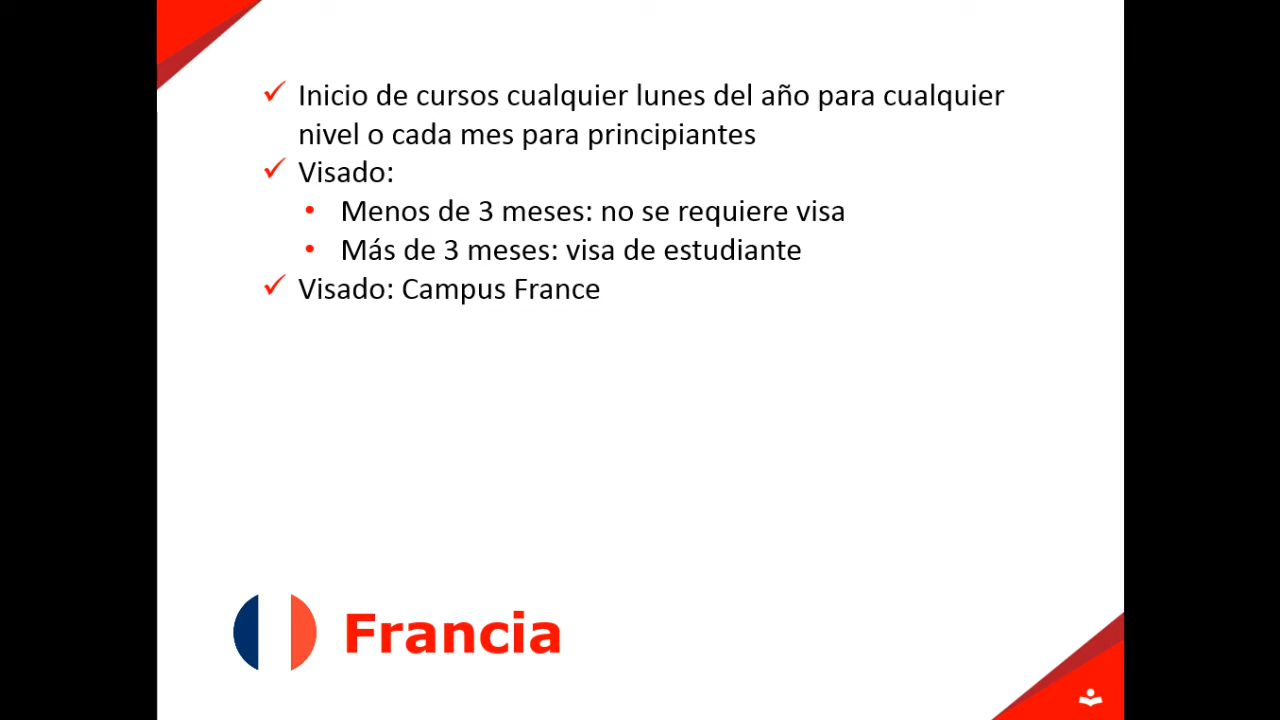 Inicio de cursos cualquier lunes del año para cualquier
nivel o cada mes para principiantes
Visado:
Menos de 3 meses: no se requiere visa
Más de 3 meses: visa de estudiante
Visado: Campus France
Francia